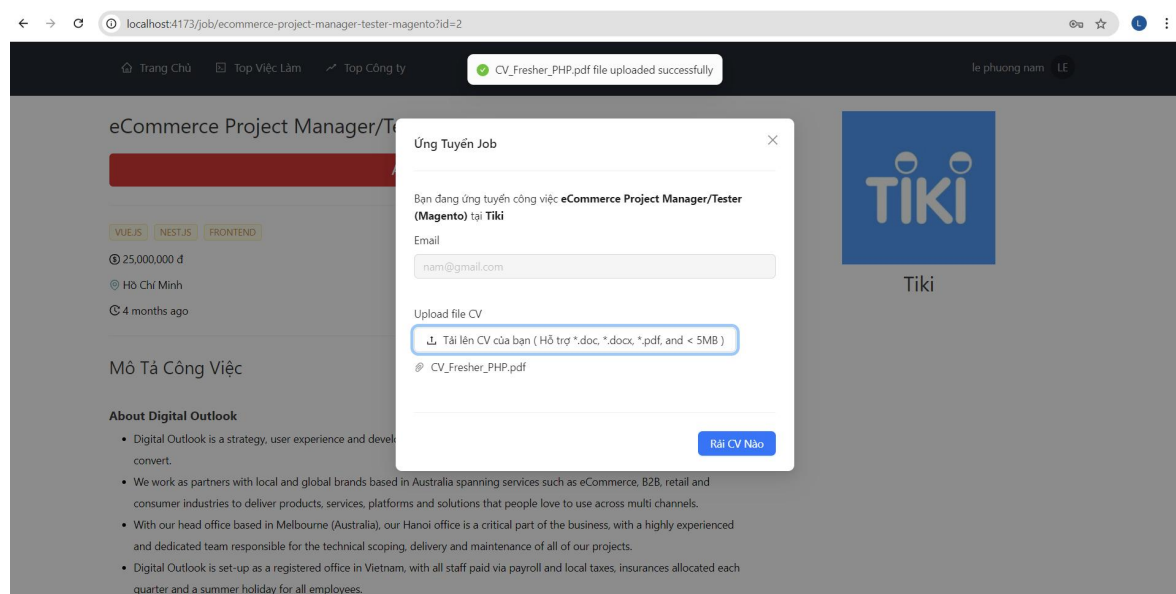 localhost:4173/job/ecommerce-project-manager-tester-magento?id=2
L
Trang Chủ Top Việc Làm Top Công ty
CV_Fresher_PHP.pdf file uploaded successfully
le phuong nam LE
eCommerce Project Manager/Te
Ứng Tuyển Job
Bạn đang ứng tuyển công việc eCommerce Project Manager/Tester
(Magento) tại Tiki
Email
nam@gmail.com
Upload file CV
Tải lên CV của bạn ( Hỗ trợ *.doc, *.docx, *.pdf, and < 5MB )
CV_Fresher_PHP.pdf
Rải CV Nào
VUE.JS NEST.JS FRONTEND
25,000,000 đ
Hồ Chí Minh
4 months ago
TIKI
Tiki
Mô Tả Công Việc
About Digital Outlook
Digital Outlook is a strategy, user experience and devel
convert.
We work as partners with local and global brands based in Australia spanning services such as eCommerce, B2B, retail and
consumer industries to deliver products, services, platforms and solutions that people love to use across multi channels.
With our head office based in Melbourne (Australia), our Hanoi office is a critical part of the business, with a highly experienced
and dedicated team responsible for the technical scoping, delivery and maintenance of all of our projects.
Digital Outlook is set-up as a registered office in Vietnam, with all staff paid via payroll and local taxes, insurances allocated each
quarter and a summer holiday for all employees.